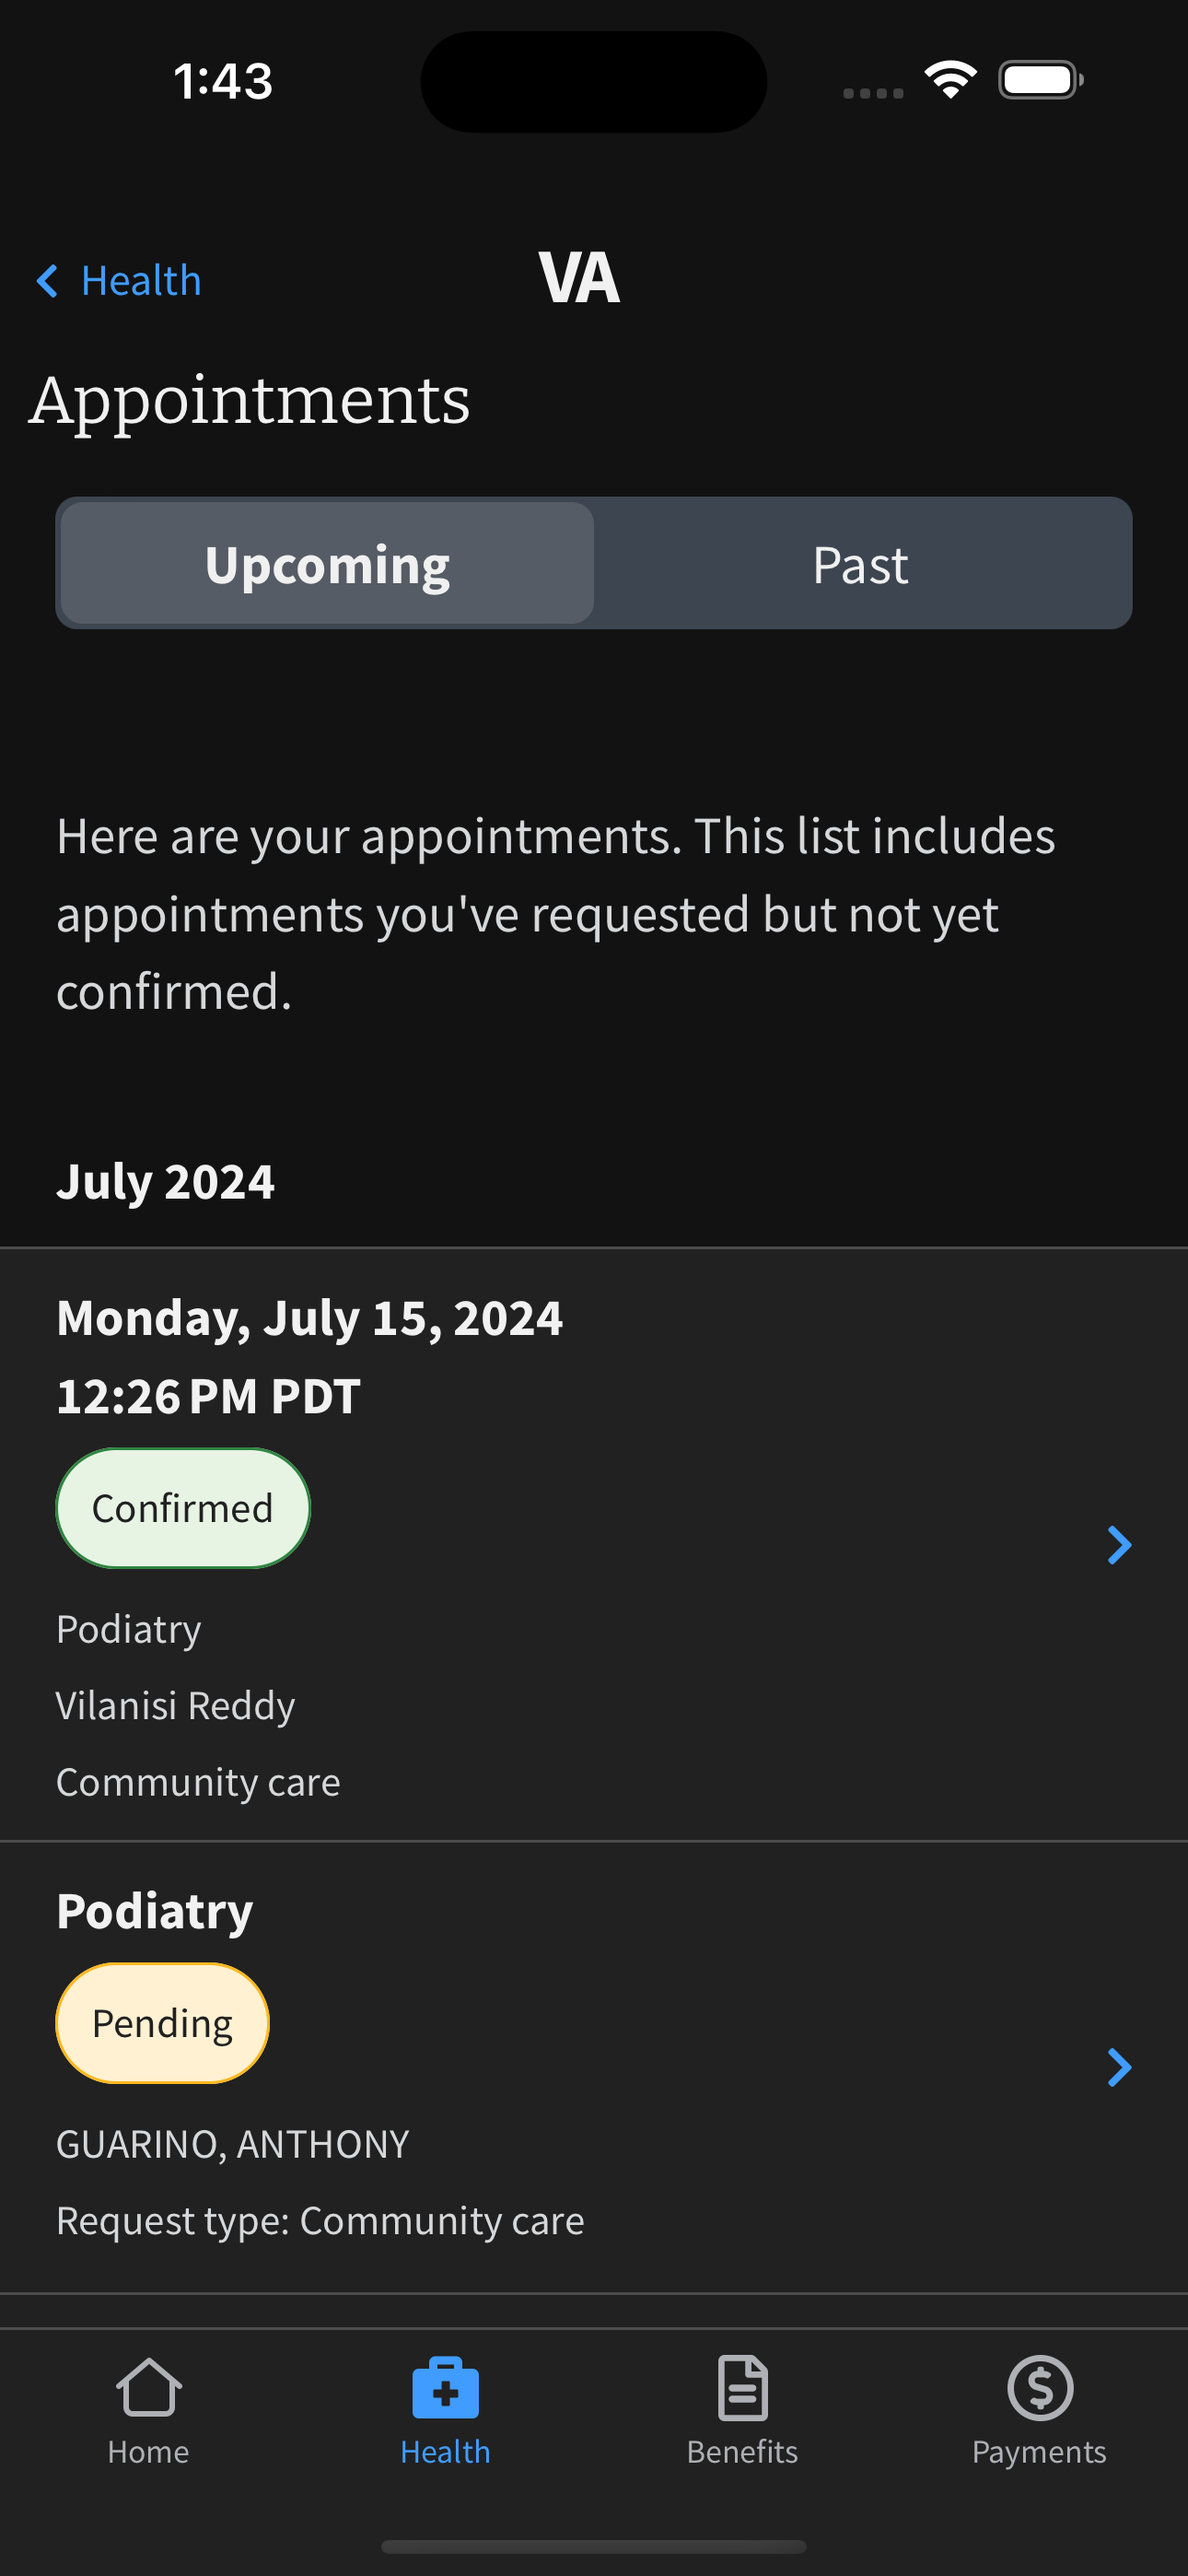 1:43
Health
VA
Appointments
Upcoming
Past
Here are your appointments. This list includes
appointments you've requested but not yet
confirmed.
July 2024
Monday, July 15, 2024
12:26 PM PDT
Confirmed
Podiatry
Vilanisi Reddy
Community care
Podiatry
Pending
GUARINO, ANTHONY
Request type: Community care
Home
Health
Benefits
Payments